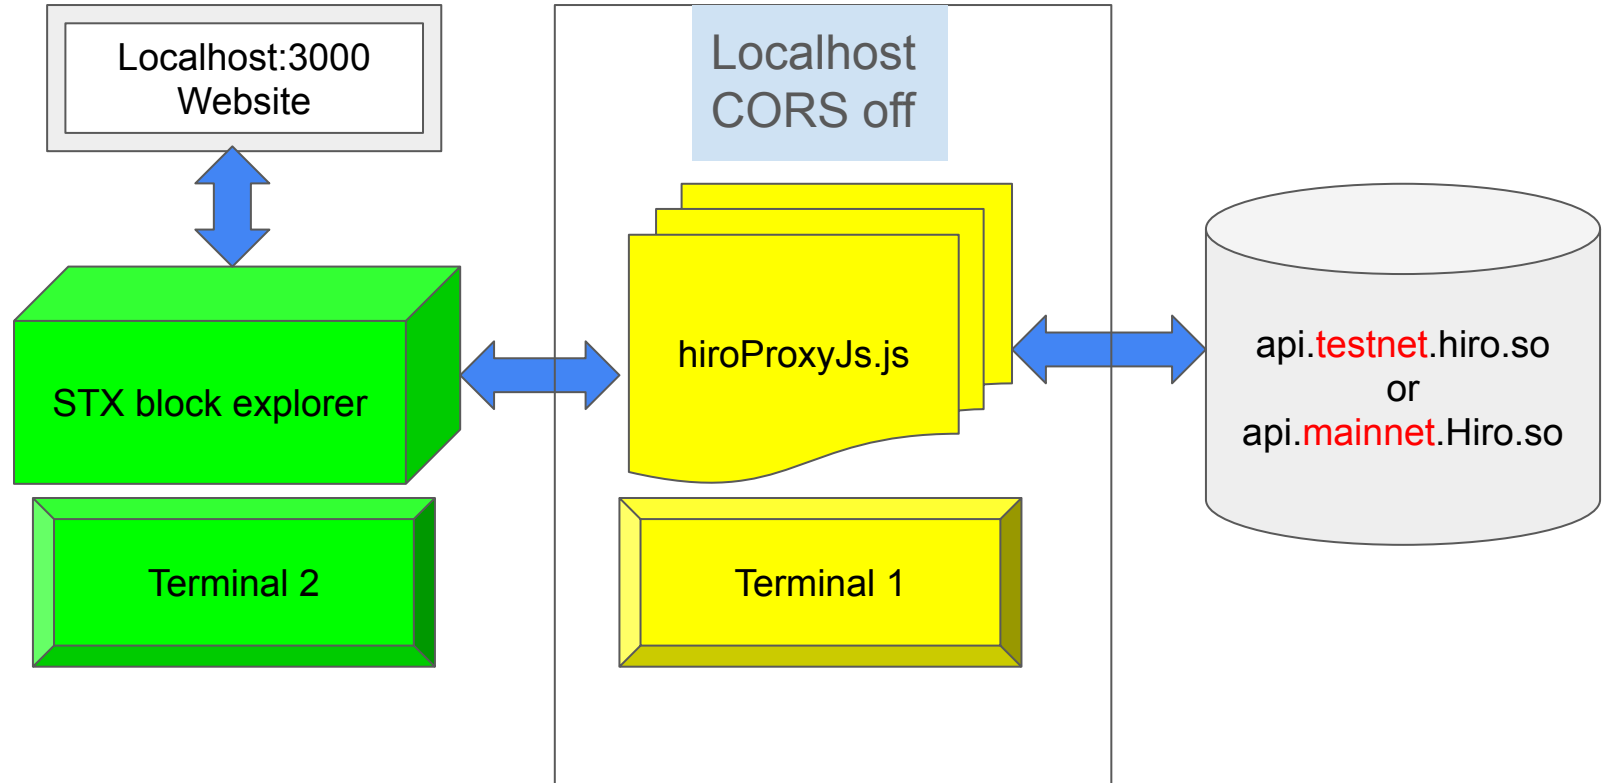 Localhost:3000
Website
Localhost
CORS off
STX block explorer
hiroProxyJs.js
api.testnet.hiro.so
or
api.mainnet.Hiro.so
Terminal 2
Terminal 1